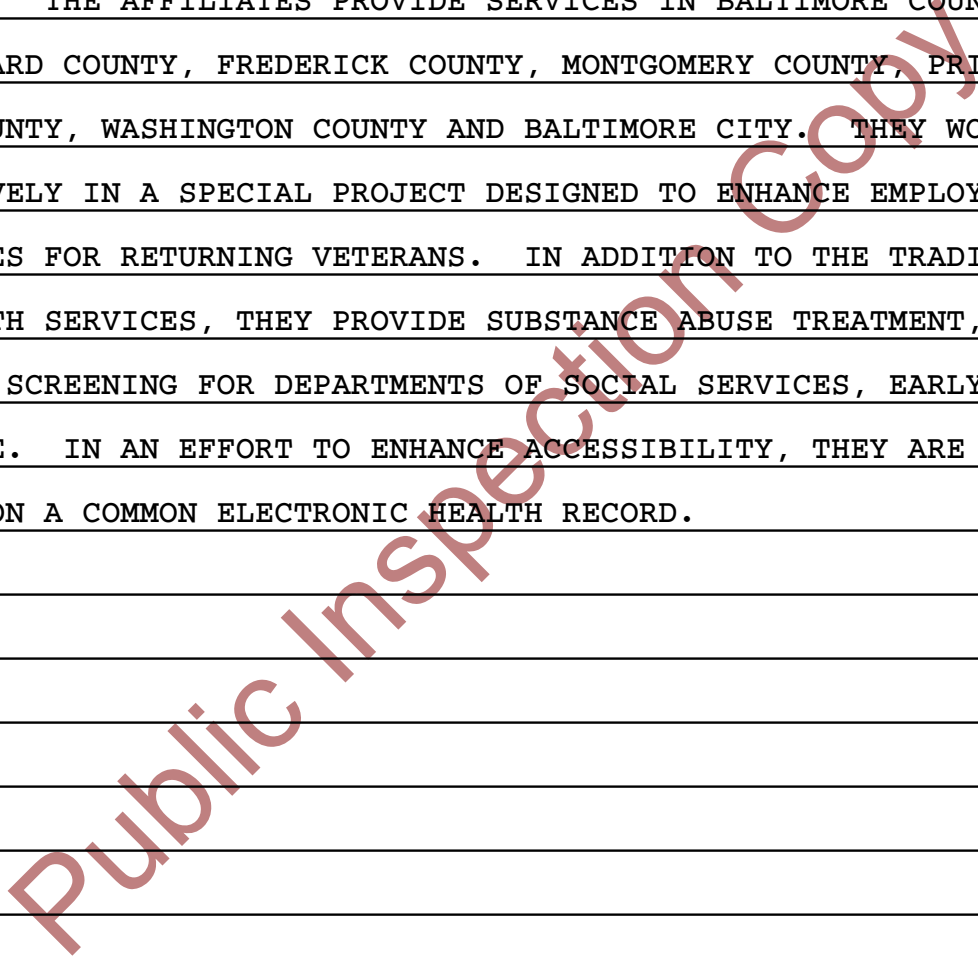 THE AFFILIATES PROVIDE SERVICES IN BALTIMORE COUN
ARD COUNTY, FREDERICK COUNTY, MONTGOMERY COUNTY, PRI
UNTY, WASHINGTON COUNTY AND BALTIMORE CITY. THEY WO
VELY IN A SPECIAL PROJECT DESIGNED TO ENHANCE EMPLOY
ES FOR RETURNING VETERANS. IN ADDITION TO THE TRADI
TH SERVICES, THEY PROVIDE SUBSTANCE ABUSE TREATMENT,
SCREENING FOR DEPARTMENTS OF SOCIAL SERVICES, EARLY
E. IN AN EFFORT TO ENHANCE ACCESSIBILITY, THEY ARE
ON A COMMON ELECTRONIC HEALTH RECORD.
Public Inspection Copy